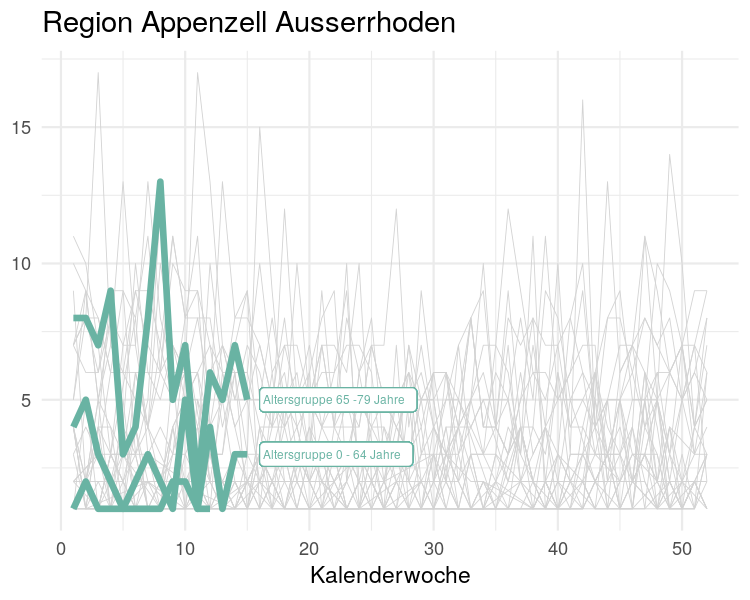 Region Appenzell Ausserrhoden
15
10
5
Altersgruppe 65 -79 Jahre
Altersgruppe 0 - 64 Jahre
0 10 20 30 40 50
Kalenderwoche